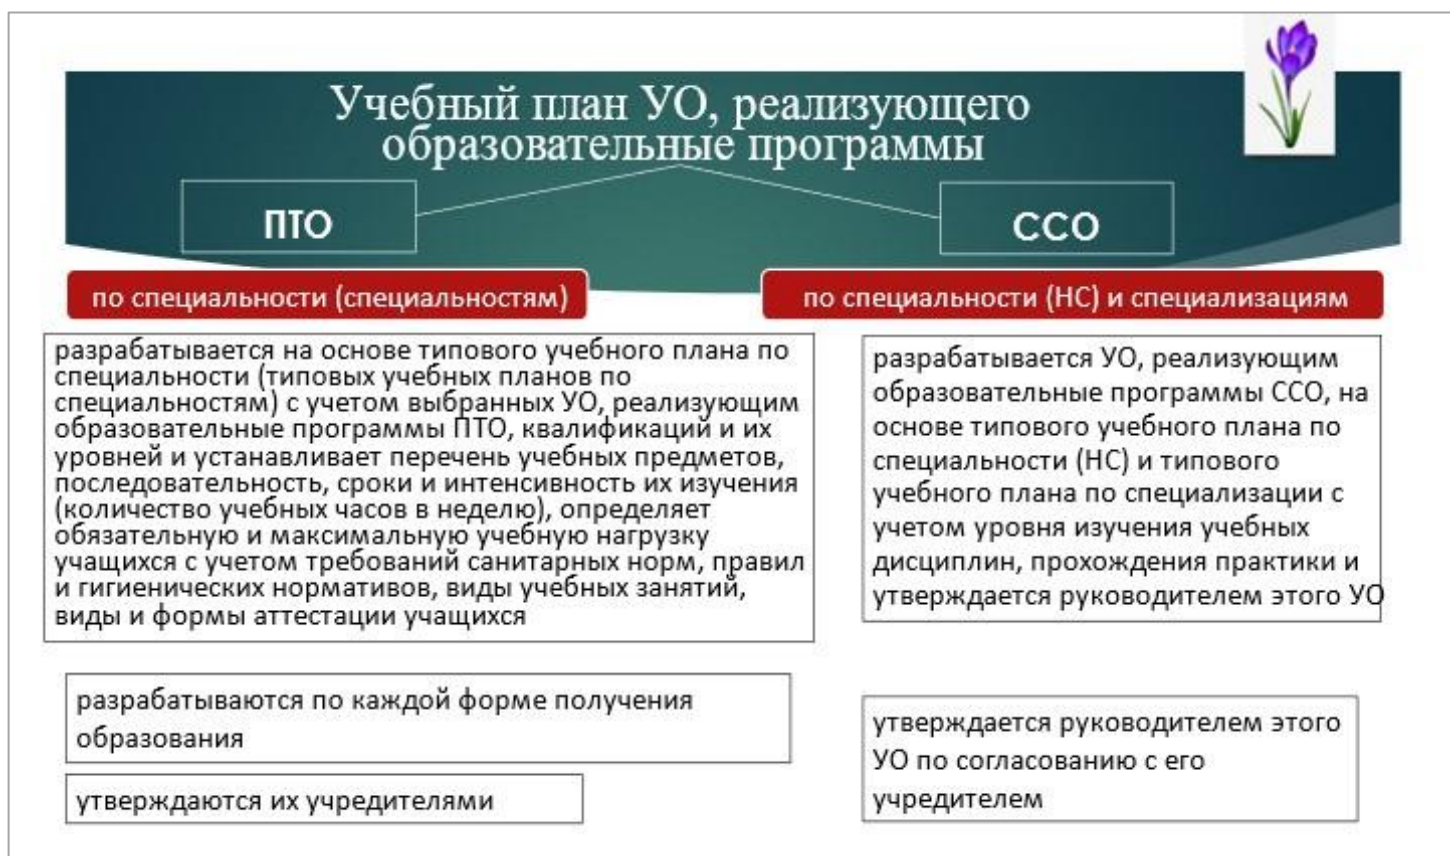 Учебный план УО, реализующего
образовательные программы
ПТО
ССО
по специальности (специальностям)
по специальности (НС) и специализациям
разрабатывается на основе типового учебного плана по
специальности (типовых учебных планов по
специальностям) с учетом выбранных УО, реализующим
образовательные программы ПТО, квалификаций и их
уровней и устанавливает перечень учебных предметов,
последовательность, сроки и интенсивность их изучения
(количество учебных часов в неделю), определяет
обязательную и максимальную учебную нагрузку
учащихся с учетом требований санитарных норм, правил
и гигиенических нормативов, виды учебных занятий,
виды и формы аттестации учащихся
разрабатывается УО, реализующим
образовательные программы ССО, на
основе типового учебного плана по
специальности (НС) и типового
учебного плана по специализации с
учетом уровня изучения учебных
дисциплин, прохождения практики и
утверждается руководителем этого УО
разрабатываются по каждой форме получения
образования
утверждаются их учредителями
утверждается руководителем этого
УО по согласованию с его
учредителем